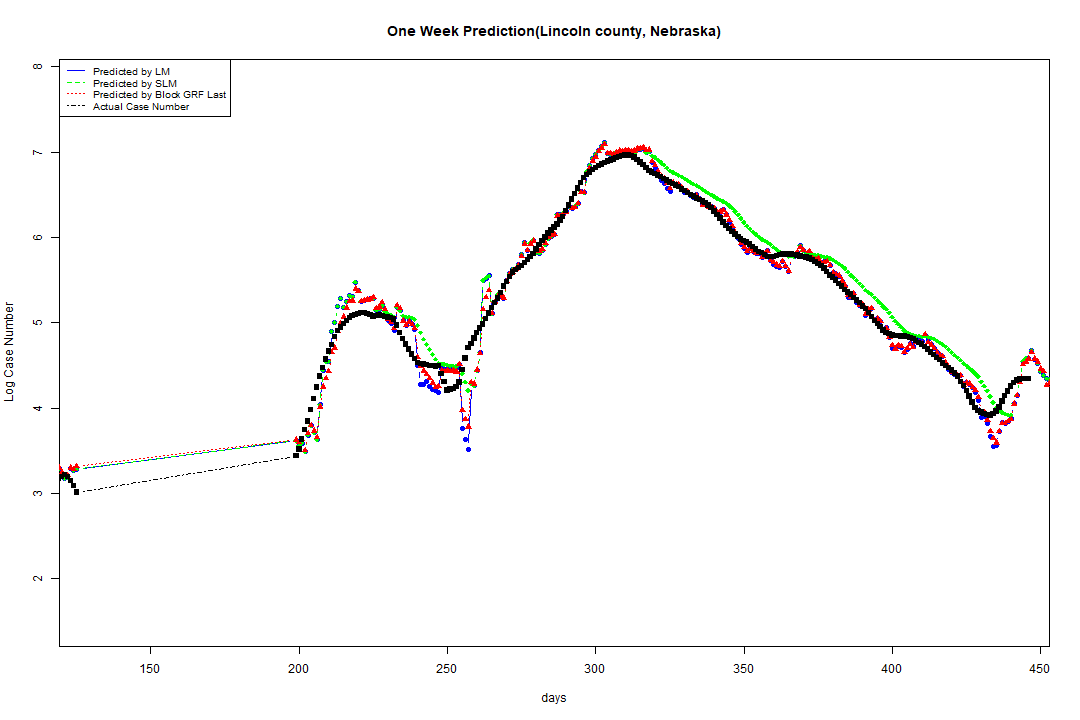 One Week Prediction(Lincoln county, Nebraska)
Predicted by LM
Predicted by SLM
Predicted by Block GRF Last
Actual Case Number
8
7
6
5
4
3
2
Log Case Number
150 200 250 300 350 400 450
days